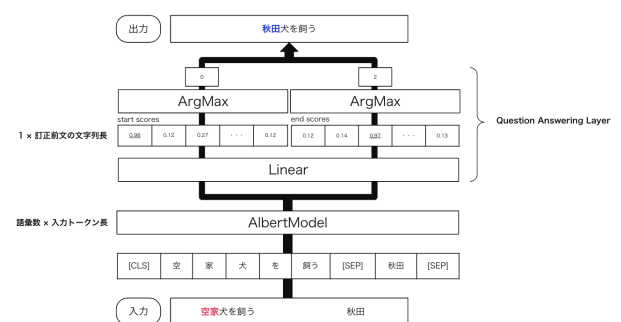 出力
秋田犬を飼う
0
2
ArgMax
ArgMax
start scores
end scores
1 × 訂正前文の文字列長
0.98 0.12 0.27 ・・・ 0.12
0.12 0.14 0.97 ・・・ 0.13
Question Answering Layer
Linear
語彙数 × 入力トークン長
AlbertModel
[CLS] 空 家 犬 を 飼う [SEP] 秋田 [SEP]
入力
空家犬を飼う 秋田